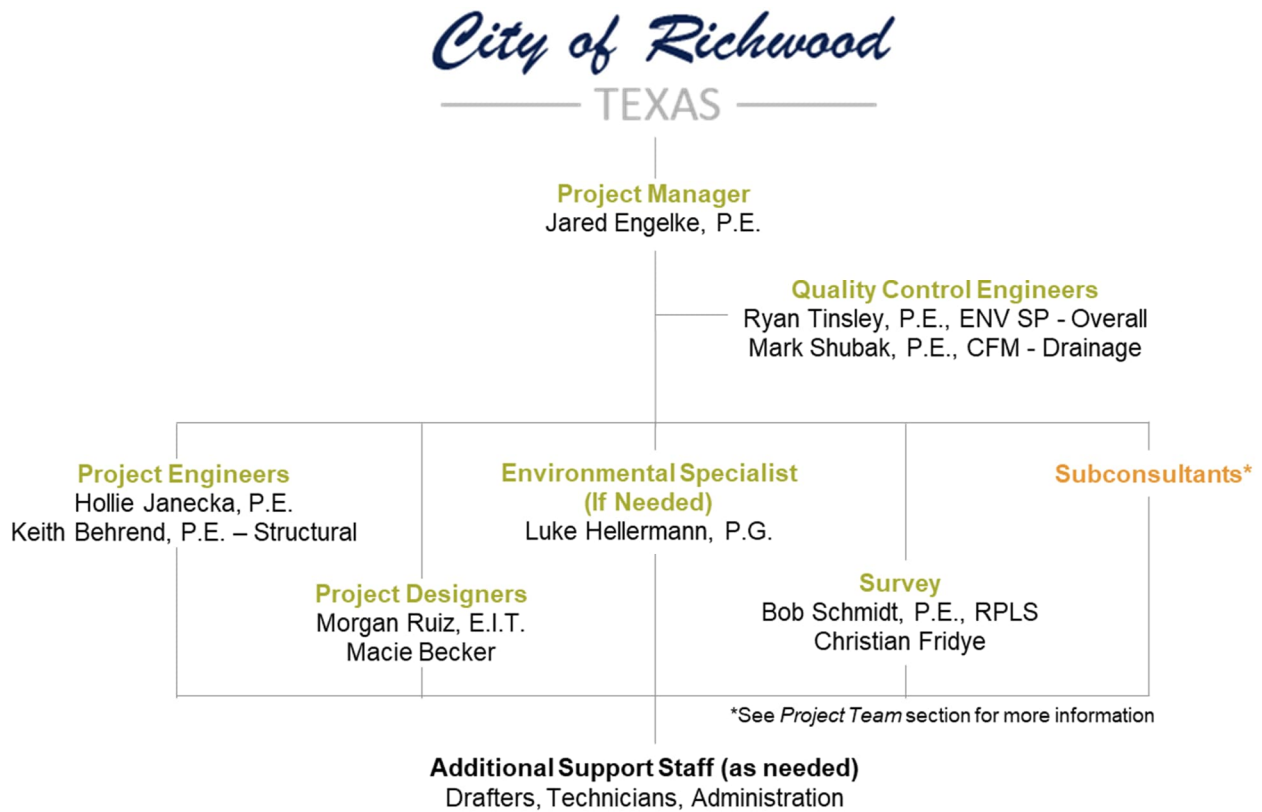 City of Richwood
TEXAS
Project Manager
Jared Engelke, P.E.
Quality Control Engineers
Ryan Tinsley, P.E., ENV SP - Overall
Mark Shubak, P.E., CFM - Drainage
Project Engineers
Hollie Janecka, P.E.
Keith Behrend, P.E. – Structural
Environmental Specialist
(If Needed)
Luke Hellermann, P.G.
Subconsultants*
Project Designers
Morgan Ruiz, E.I.T.
Macie Becker
Survey
Bob Schmidt, P.E., RPLS
Christian Fridye
*See Project Team section for more information
Additional Support Staff (as needed)
Drafters, Technicians, Administration